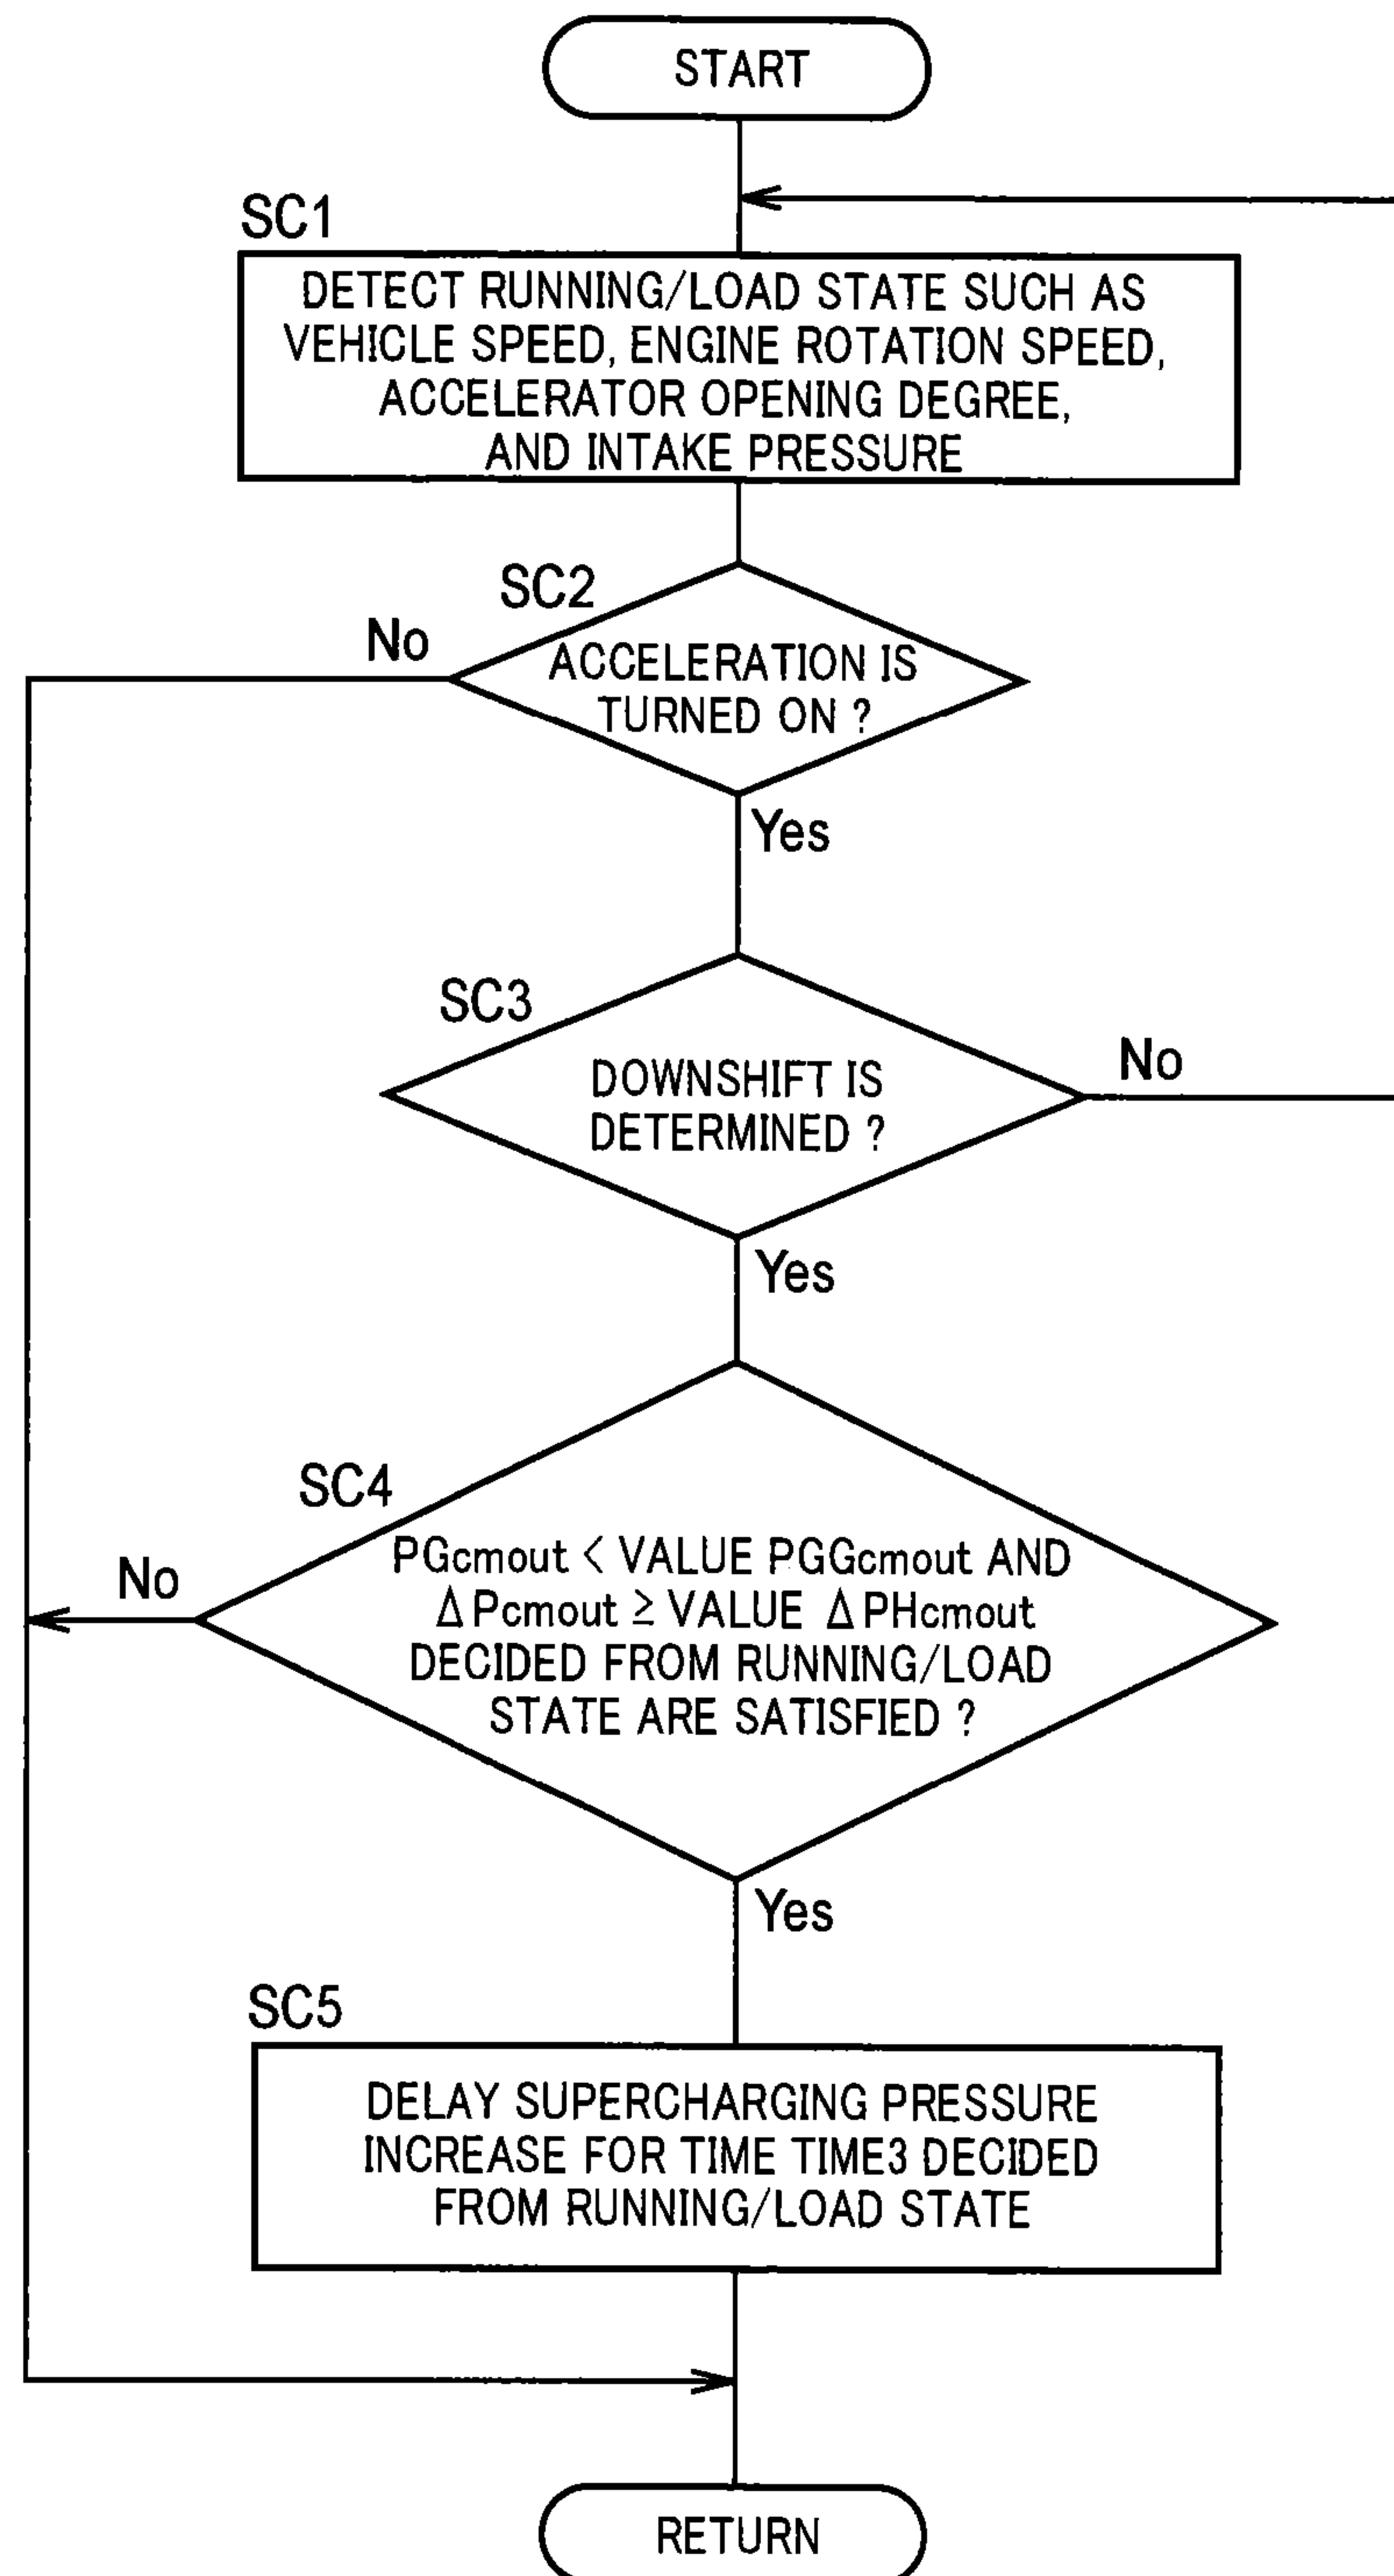 START
SC1
DETECT RUNNING/LOAD STATE SUCH AS
VEHICLE SPEED, ENGINE ROTATION SPEED,
ACCELERATOR OPENING DEGREE,
AND INTAKE PRESSURE
SC2
No
ACCELERATION IS
TURNED ON ?
Yes
SC3
DOWNSHIFT IS
DETERMINED ?
No
Yes
SC4
No
PGcmout < VALUE PGGcmout AND
Δ Pcmout ≥ VALUE Δ PHcmout
DECIDED FROM RUNNING/LOAD
STATE ARE SATISFIED ?
Yes
SC5
DELAY SUPERCHARGING PRESSURE
INCREASE FOR TIME TIME3 DECIDED
FROM RUNNING/LOAD STATE
RETURN